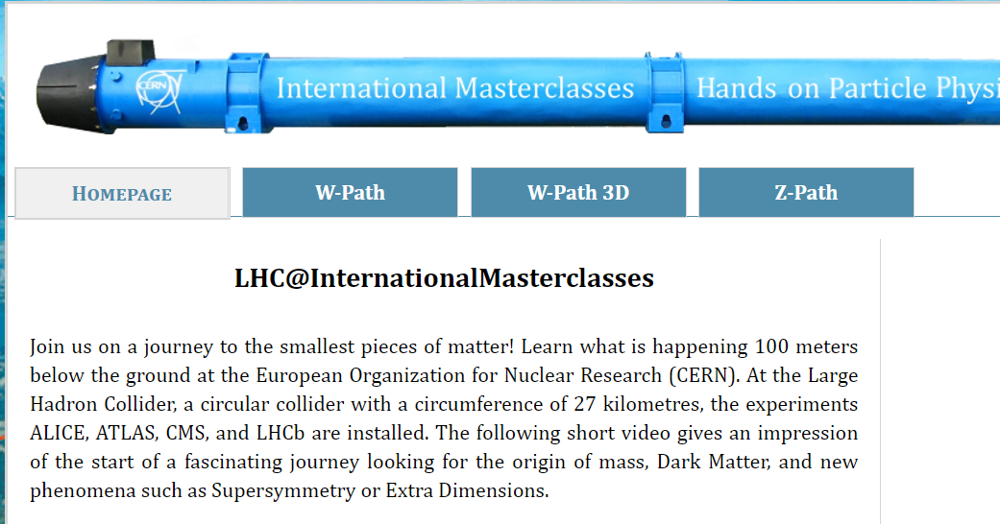 CERN
International Masterclasses Hands on Particle Physi
HOMEPAGE W-Path W-Path 3D Z-Path
LHC@InternationalMasterclasses
Join us on a journey to the smallest pieces of matter! Learn what is happening 100 meters
below the ground at the European Organization for Nuclear Research (CERN). At the Large
Hadron Collider, a circular collider with a circumference of 27 kilometres, the experiments
ALICE, ATLAS, CMS, and LHCb are installed. The following short video gives an impression
of the start of a fascinating journey looking for the origin of mass, Dark Matter, and new
phenomena such as Supersymmetry or Extra Dimensions.